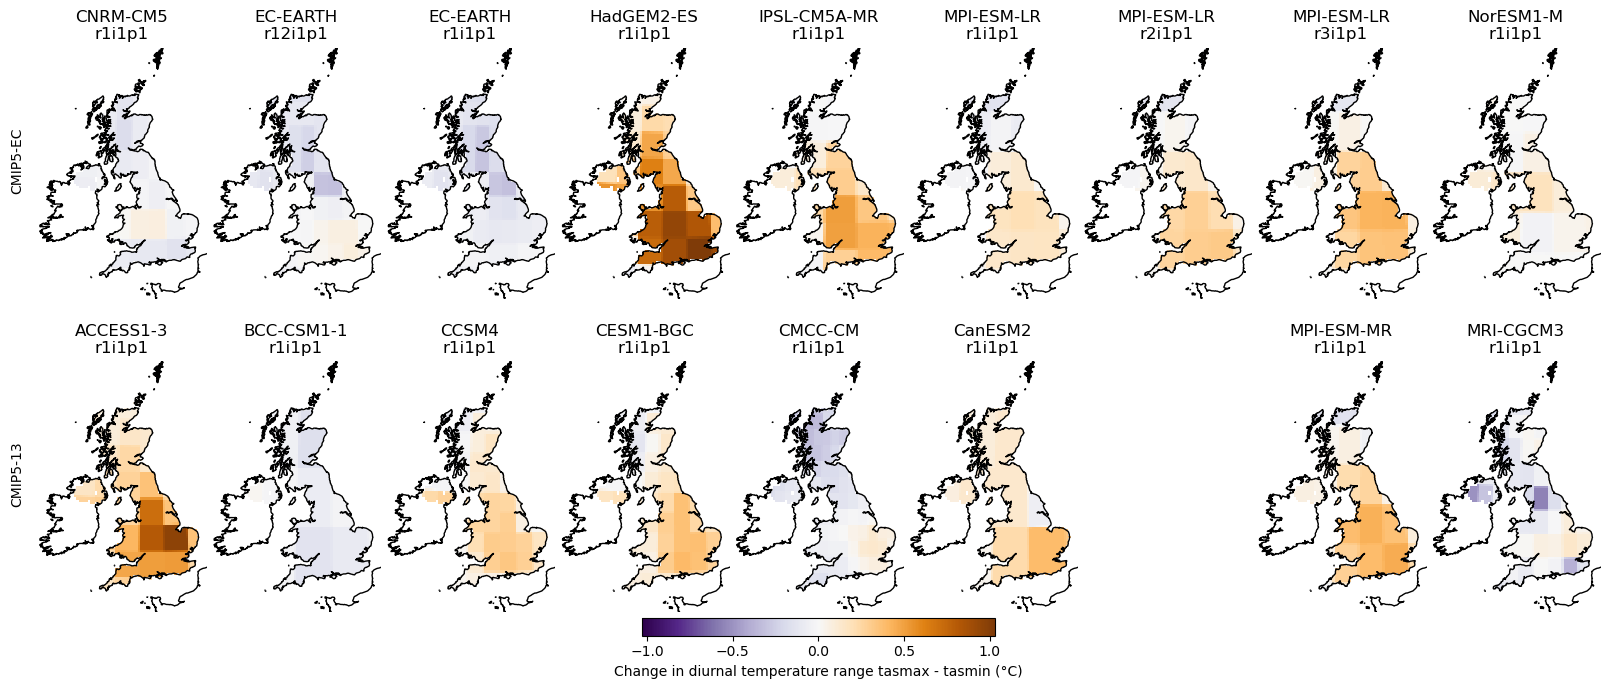 CNRM-CM5
r1i1p1
EC-EARTH
r12i1p1
EC-EARTH
r1i1p1
HadGEM2-ES
r1i1p1
IPSL-CM5A-MR
r1i1p1
MPI-ESM-LR
r1i1p1
MPI-ESM-LR
r2i1p1
MPI-ESM-LR
r3i1p1
NorESM1-M
r1i1p1
CMIP5-EC
ACCESS1-3
r1i1p1
BCC-CSM1-1
r1i1p1
CCSM4
r1i1p1
CESM1-BGC
r1i1p1
CMCC-CM
r1i1p1
CanESM2
r1i1p1
MPI-ESM-MR
r1i1p1
MRI-CGCM3
r1i1p1
CMIP5-13
−1.0 −0.5 0.0 0.5 1.0
Change in diurnal temperature range tasmax - tasmin (°C)